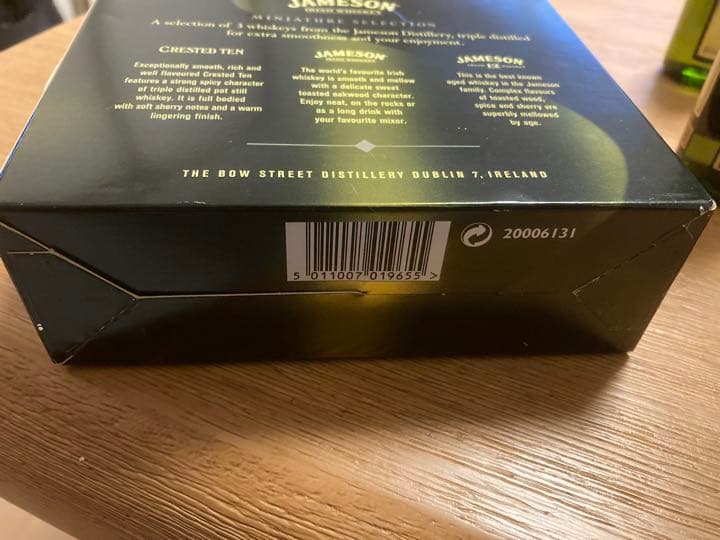 JAMESON
IRISH WHISKEY
MINIATURE SELECTION
A selection of 3 whiskeys from the Jameson Distillery, triple distilled
for extra smoothness and your enjoyment.
CRESTED TEN
Exceptionally smooth, rich and
well flavoured Crested Ten
features a strong spicy character
of triple distilled pot still
whiskey. It is full bodied
with soft sherry notes and a warm
lingering finish.
JAMESON
The world's favourite Irish
whiskey is smooth and mellow
with a delicate sweet
toasted oakwood character.
Enjoy neat, on the rocks or
as a long drink with
your favourite mixer.
JAMESON
12
This is the best known
aged whiskey in the Jameson
family. Complex flavours
of toasted wood,
spice and sherry are
superbly mellowed
by age.
THE BOW STREET DISTILLERY DUBLIN 7, IRELAND
5 011007 019655 >
20006131